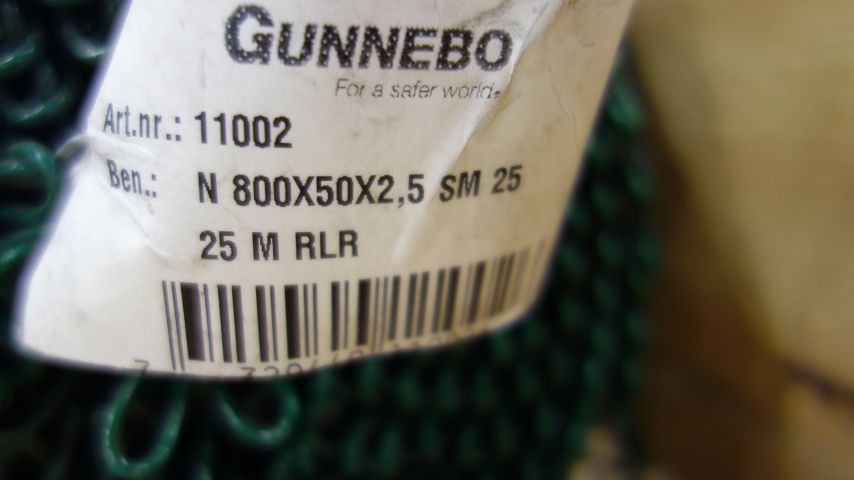 GUNNEBO
For a safer world.
Art.nr.: 11002
Ben.: N 800X50X2,5 SM 25
25 M RLR